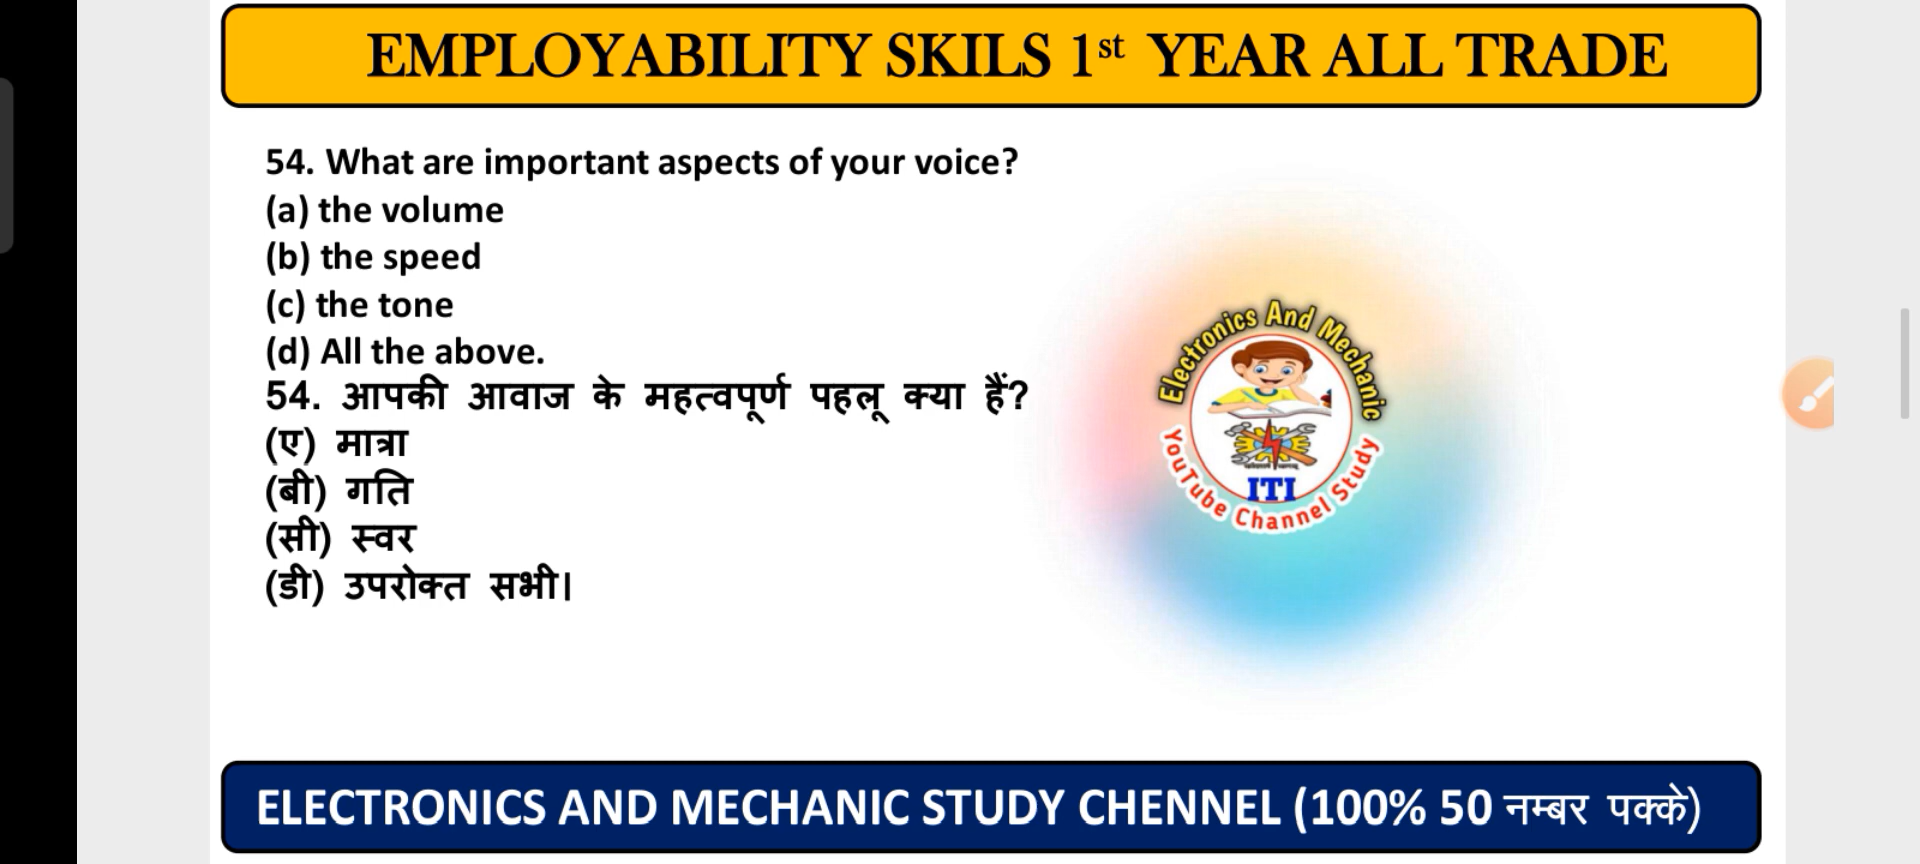 EMPLOYABILITY SKILS 1st YEAR ALL TRADE
54. What are important aspects of your voice?
(a) the volume
(b) the speed
(c) the tone
(d) All the above.
54. आपकी आवाज के महत्वपूर्ण पहलू क्या हैं?
(ए) मात्रा
(बी) गति
(सी) स्वर
(डी) उपरोक्त सभी।
Electronics And Mechanic
ITI
YouTube Channel Study
ELECTRONICS AND MECHANIC STUDY CHENNEL (100% 50 नम्बर पक्के)